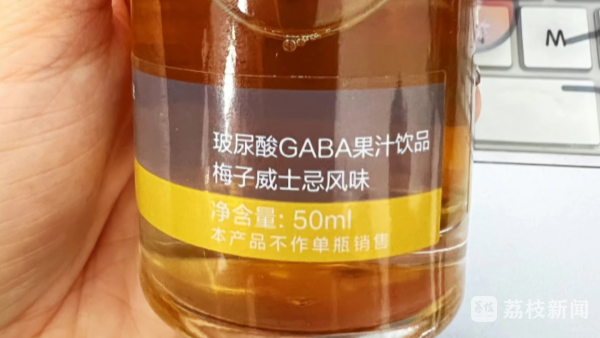 玻尿酸GABA果汁饮品
梅子威士忌风味
净含量: 50ml
本产品不作单瓶销售
M
荔枝新闻